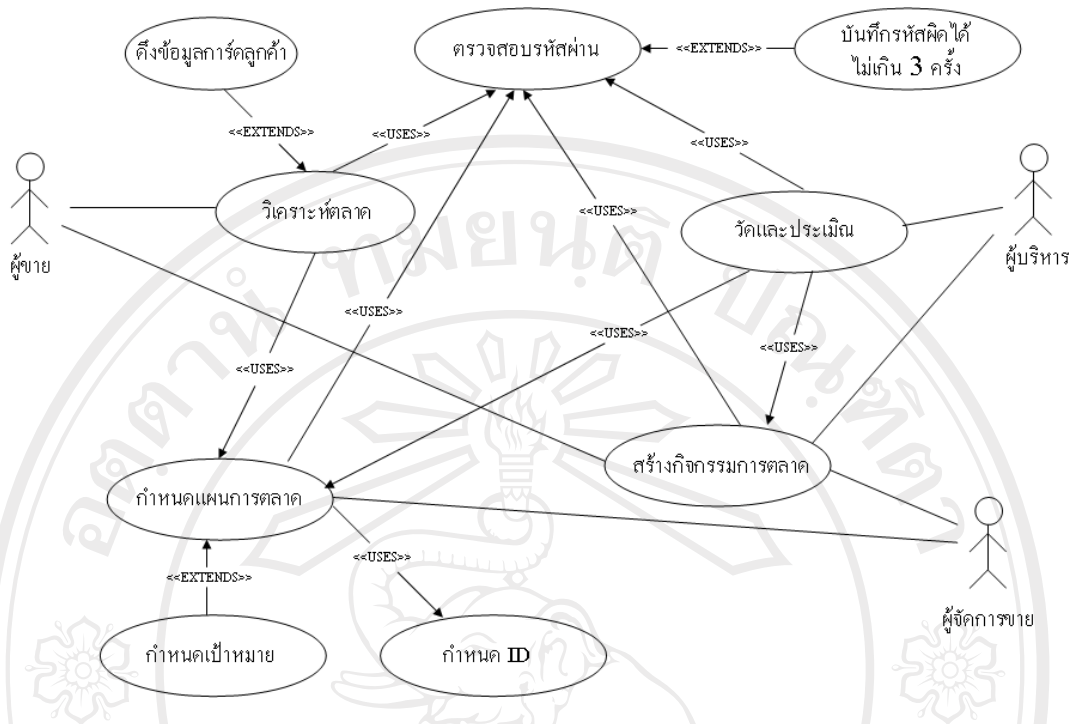 ดึงข้อมูลการ์ดลูกค้า
ตรวจสอบรหัสผ่าน
<<EXTENDS>>
บันทึกรหัสผิดได้
ไม่เกิน 3 ครั้ง
<<EXTENDS>>
<<USES>>
<<USES>>
วิเคราะห์ตลาด
<<USES>>
วัดและประเมิณ
ผู้ขาย
ผู้บริหาร
<<USES>>
<<USES>>
<<USES>>
<<USES>>
สร้างกิจกรรมการตลาด
กำหนดแผนการตลาด
<<USES>>
<<EXTENDS>>
ผู้จัดการขาย
กำหนดเป้าหมาย
กำหนด ID